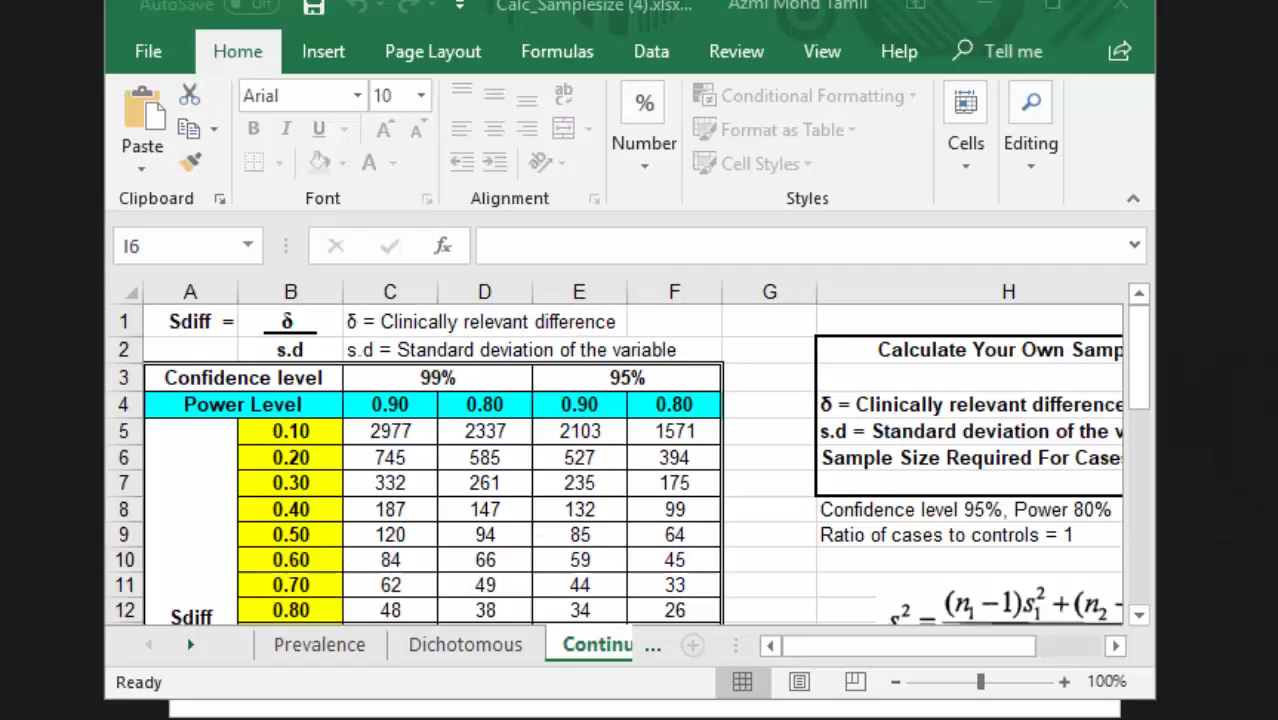 AutoSave Off Calc_Samplesize (4).xlsx... Azmi Mohd Tamil
File Home Insert Page Layout Formulas Data Review View Help Tell me
Paste
Clipboard
Arial 10
B I U A A
A
Font
ab
Alignment
%
Number
Conditional Formatting
Format as Table
Cell Styles
Styles
Cells
Editing
I6 fx
A B C D E F G H
1 Sdiff = δ δ = Clinically relevant difference
2 s.d s.d = Standard deviation of the variable Calculate Your Own Samp
3 Confidence level 99% 95%
4 Power Level 0.90 0.80 0.90 0.80 δ = Clinically relevant difference
5 0.10 2977 2337 2103 1571 s.d = Standard deviation of the v
6 0.20 745 585 527 394 Sample Size Required For Case
7 0.30 332 261 235 175
8 0.40 187 147 132 99 Confidence level 95%, Power 80%
9 0.50 120 94 85 64 Ratio of cases to controls = 1
10 0.60 84 66 59 45
11 0.70 62 49 44 33
12 Sdiff 0.80 48 38 34 26 s² = (n₁ −1)s₁² + (n₂ −
Prevalence Dichotomous Continu ...
Ready 100%